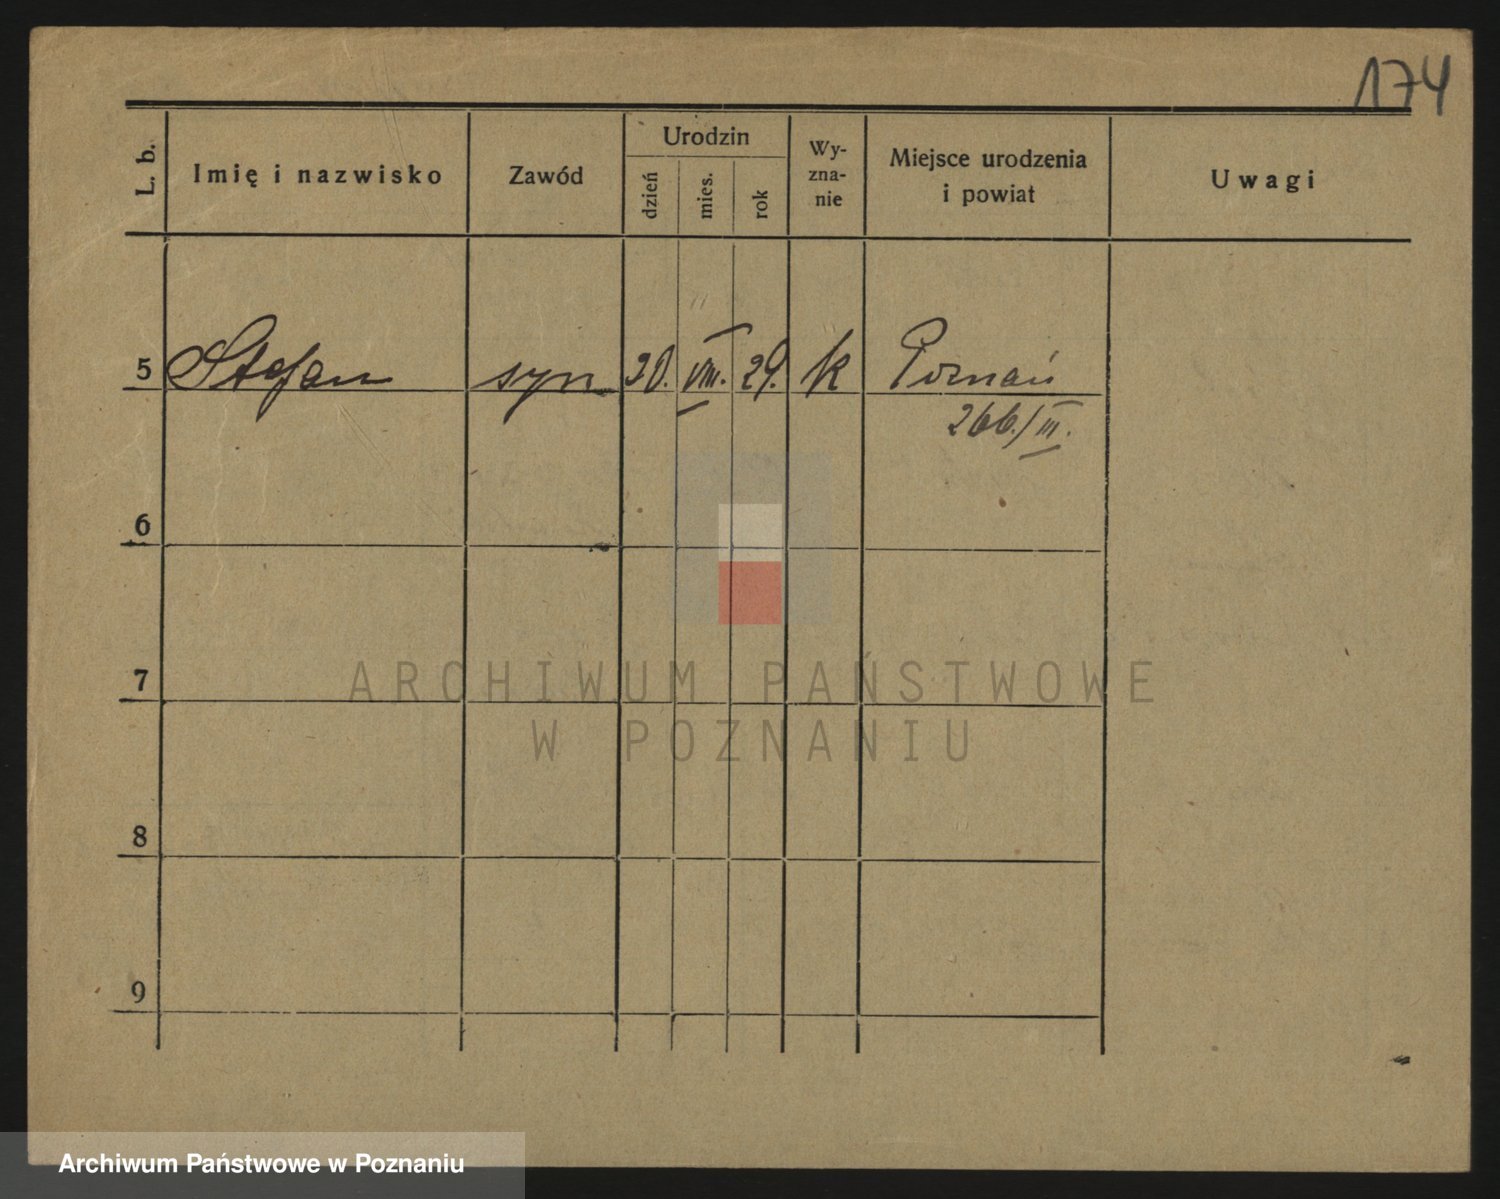 174
L. b.
Imię i nazwisko
Zawód
Urodzin
dzień
mies.
rok
Wy-
zna-
nie
Miejsce urodzenia
i powiat
Uwagi
5 Stefan syn 20. VIII. 29. k Poznań
266./III.
6
7
8
9
ARCHIWUM PAŃSTWOWE
W POZNANIU
Archiwum Państwowe w Poznaniu